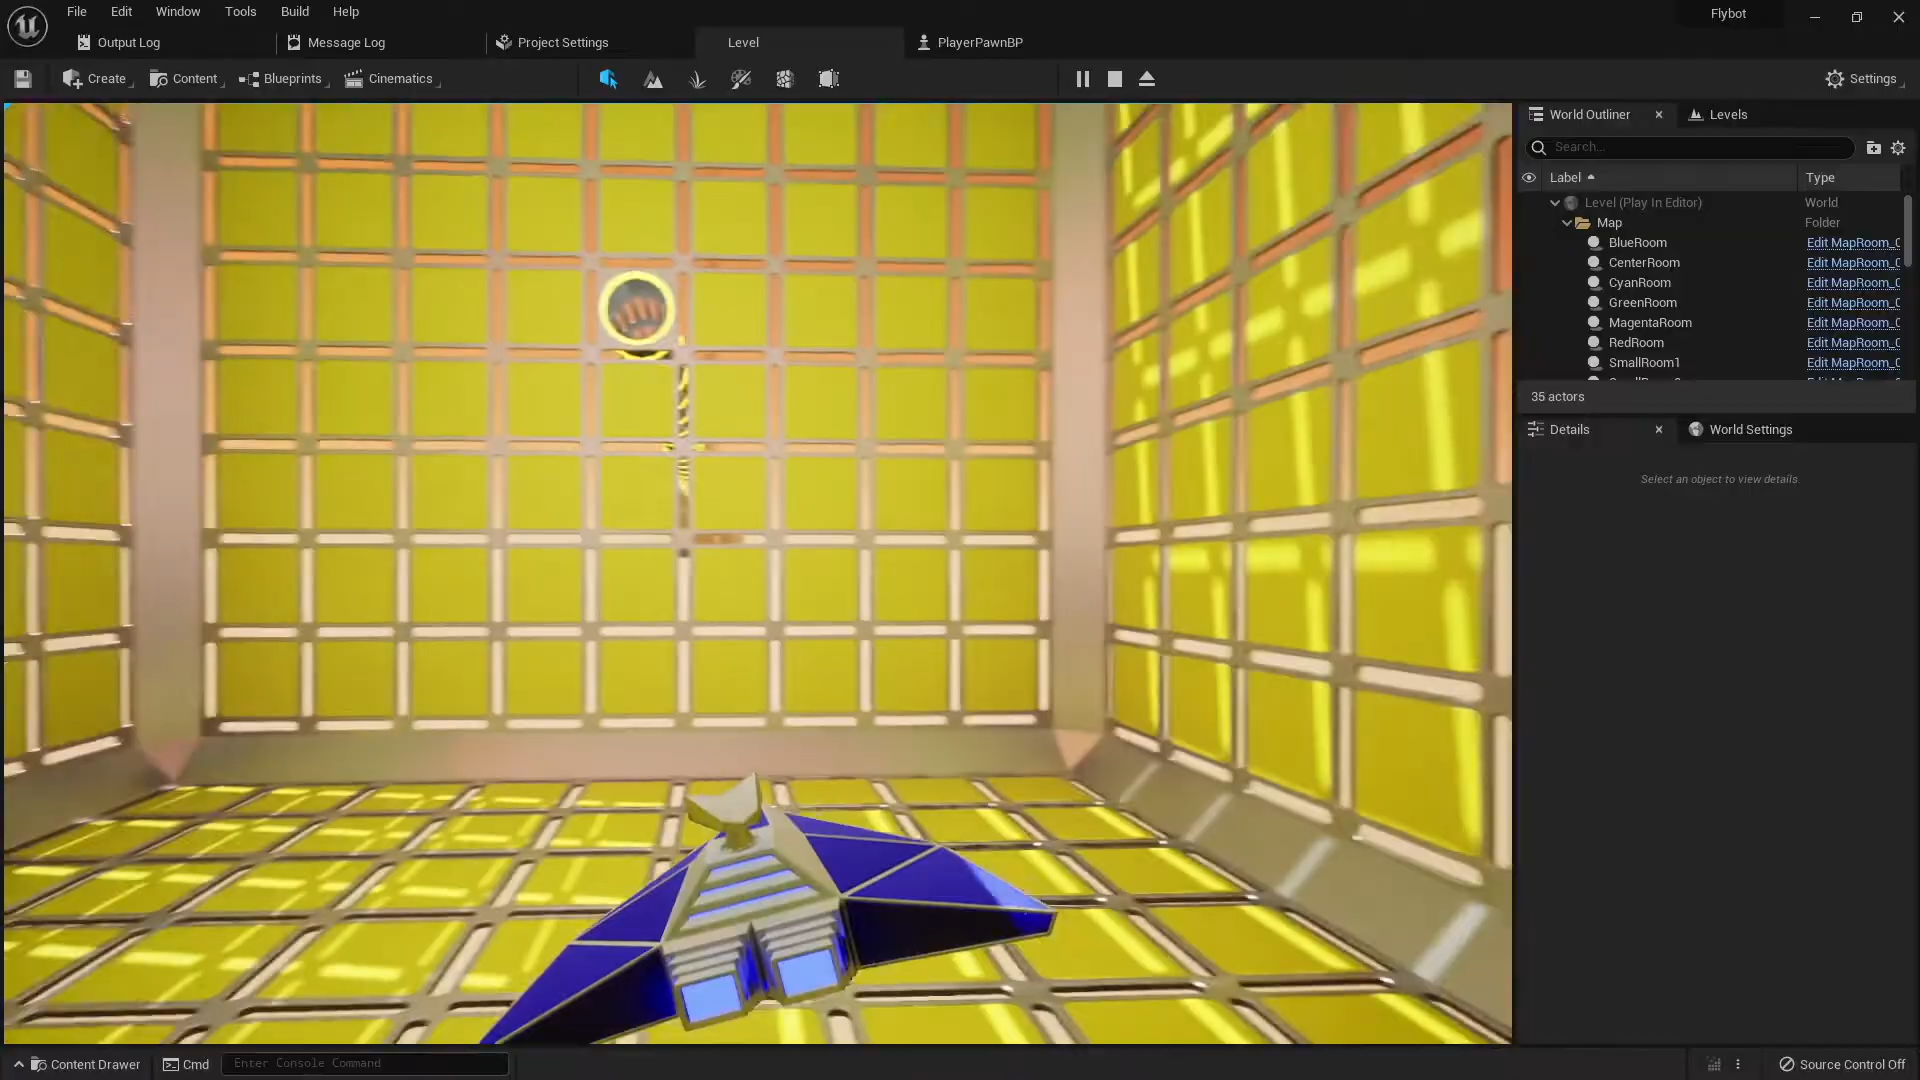 File Edit Window Tools Build Help
Flybot
Output Log
Message Log
Project Settings
Level
PlayerPawnBP
Create
Content
Blueprints
Cinematics
Settings
World Outliner
Levels
Search...
Label Type
Level (Play In Editor) World
Map Folder
BlueRoom Edit MapRoom_C
CenterRoom Edit MapRoom_C
CyanRoom Edit MapRoom_C
GreenRoom Edit MapRoom_C
MagentaRoom Edit MapRoom_C
RedRoom Edit MapRoom_C
SmallRoom1 Edit MapRoom_C
35 actors
Details
World Settings
Select an object to view details.
Content Drawer
Cmd
Enter Console Command
Source Control Off